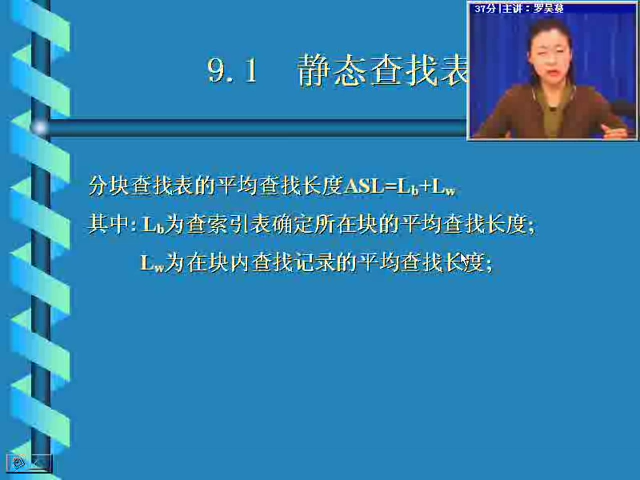 37分|主讲：罗昊葵
9.1 静态查找表
分块查找表的平均查找长度ASL=Lb+Lw
其中: Lb为查索引表确定所在块的平均查找长度;
Lw为在块内查找记录的平均查找长度;